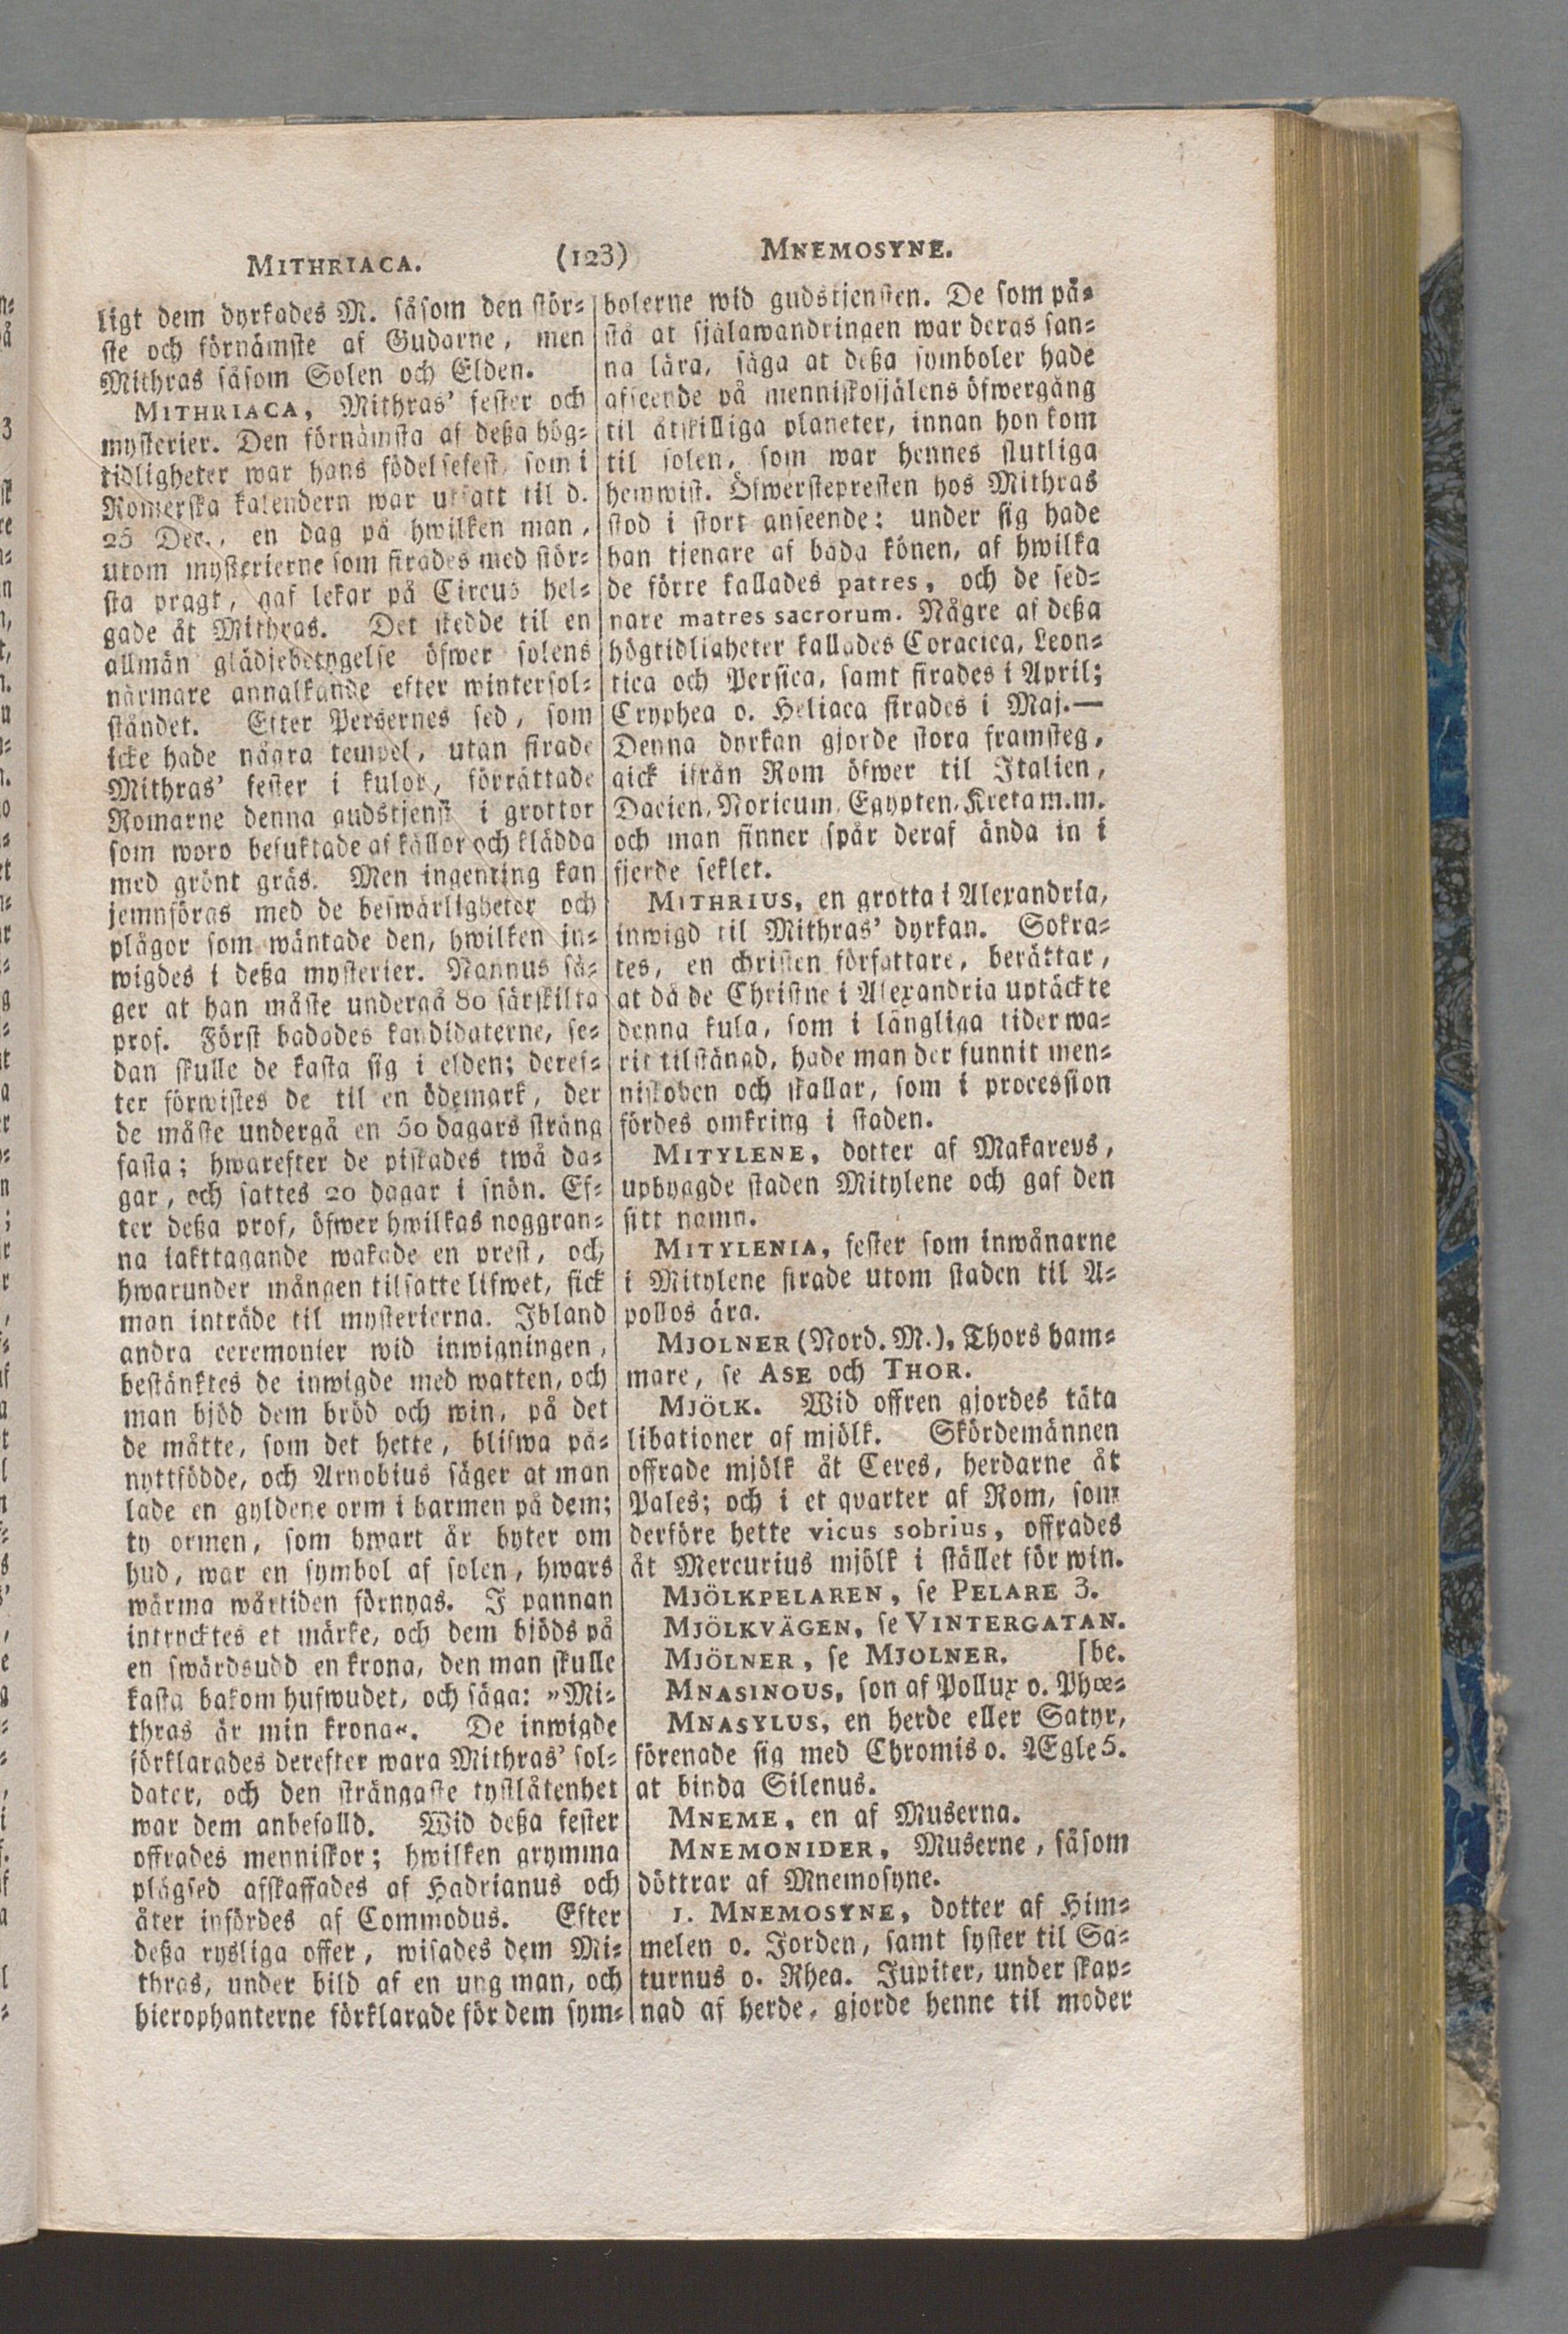 MITHRIACA.
(123)
MNEMOSYNE.
ligt dem dyrkades M. såsom den stör-
ste och förnämste af Gudarne, men
Mithras såsom Solen och Elden.
MITHRIACA, Mithras' fester och
mysterier. Den förnämsta af deßa hög-
tidligheter war hans födelsefest, som i
Romerska kalendern war utsatt til d.
25 Dec., en dag på hwilken man,
utom mysterierne som firades med stör-
sta pragt, gaf lekar på Circus hel-
gade åt Mithras. Det skedde til en
allmän glädjebetygelse öfwer solens
närmare annalkande efter wintersol-
ståndet. Efter Persernes sed, som
icke hade några tempel, utan firade
Mithras' fester i kulor, förrättade
Romarne denna gudstjenst i grottor
som woro befuktade af källor och klädda
med grönt gräs. Men ingenting kan
jemnföras med de beswärligheter och
plågor som wäntade den, hwilken in-
wigdes i deßa mysterier. Nannus sä-
ger at han måste undergå 80 särskilta
prof. Först badades kandidaterne, se-
dan skulle de kasta sig i elden; deref-
ter förwistes de til en ödemark, der
de måste undergå en 50 dagars sträng
fasta; hwarefter de piskades twå da-
gar, och sattes 20 dagar i snön. Ef-
ter deßa prof, öfwer hwilkas noggran-
na iakttagande wakade en prest, och
hwarunder mången tilsatte lifwet, fick
man inträde til mysterierna. Ibland
andra ceremonier wid inwigningen,
bestänktes de inwigde med watten, och
man bjöd dem bröd och win, på det
de måtte, som det hette, blifwa på-
nyttfödde, och Arnobius säger at man
lade en gyldene orm i barmen på dem;
ty ormen, som hwart år byter om
hud, war en symbol af solen, hwars
wärma wårtiden förnyas. I pannan
intrycktes et märke, och dem bjöds på
en swärdsudd en krona, den man skulle
kasta bakom hufwudet, och säga: »Mi-
thras är min krona«. De inwigde
förklarades derefter wara Mithras' sol-
dater, och den strängaste tystlåtenhet
war dem anbefalld. Wid deßa fester
offrades menniskor; hwilken grymma
plägsed afskaffades af Hadrianus och
åter infördes af Commodus. Efter
deßa rysliga offer, wisades dem Mi-
thras, under bild af en ung man, och
hierophanterne förklarade för dem sym-
bolerne wid gudstjensten. De som på-
stå at själawandringen war deras san-
na lära, säga at deßa symboler hade
afseende på menniskosjälens öfwergång
til åtskilliga planeter, innan hon kom
til solen, som war hennes slutliga
hemwist. Öfwerstepresten hos Mithras
stod i stort anseende: under sig hade
han tjenare af båda könen, af hwilka
de förre kallades patres, och de sed-
nare matres sacrorum. Någre af deßa
högtidligheter kallades Coracica, Leon-
tica och Persica, samt firades i April;
Cryphea o. Heliaca firades i Maj.—
Denna dyrkan gjorde stora framsteg,
gick ifrån Rom öfwer til Italien,
Dacien, Noricum, Egypten, Kreta m.m.
och man finner spår deraf ända in i
fjerde seklet.
MITHRIUS, en grotta i Alexandria,
inwigd til Mithras' dyrkan. Sokra-
tes, en christen författare, berättar,
at då de Christne i Alexandria uptäckte
denna kula, som i långliga tider wa-
rit tilstängd, hade man der funnit men-
niskoben och skallar, som i procession
fördes omkring i staden.
MITYLENE, dotter af Makarevs,
upbyggde staden Mitylene och gaf den
sitt namn.
MITYLENIA, fester som inwånarne
i Mitylene firade utom staden til A-
pollos ära.
MJOLNER (Nord. M.), Thors ham-
mare, se ASE och THOR.
MJÖLK. Wid offren gjordes täta
libationer af mjölk. Skördemännen
offrade mjölk åt Ceres, herdarne åt
Pales; och i et qvarter af Rom, som
derföre hette vicus sobrius, offrades
åt Mercurius mjölk i stället för win.
MJÖLKPELAREN, se PELARE 3.
MJÖLKVÄGEN, se VINTERGATAN.
MJÖLNER, se MJOLNER. [be.
MNASINOUS, son af Pollux o. Phœ-
MNASYLUS, en herde eller Satyr,
förenade sig med Chromis o. Ægle 5.
at binda Silenus.
MNEME, en af Muserna.
MNEMONIDER, Muserne, såsom
döttrar af Mnemosyne.
1. MNEMOSYNE, dotter af Him-
melen o. Jorden, samt syster til Sa-
turnus o. Rhea. Jupiter, under skap-
nad af herde, gjorde henne til moder